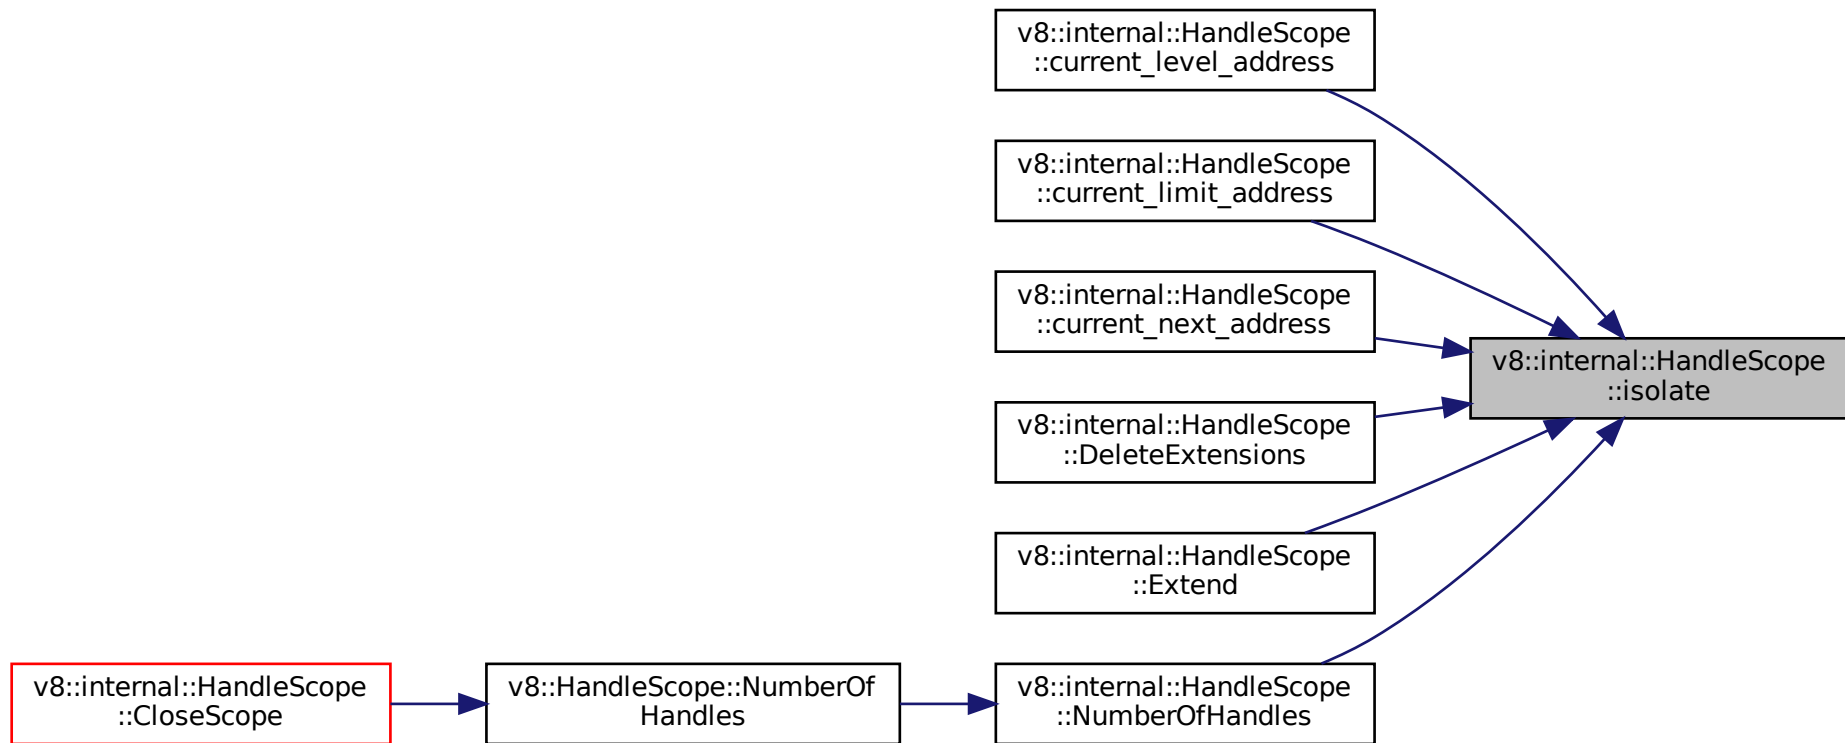 v8::internal::HandleScope
::current_level_address
v8::internal::HandleScope
::current_limit_address
v8::internal::HandleScope
::current_next_address
v8::internal::HandleScope
::isolate
v8::internal::HandleScope
::DeleteExtensions
v8::internal::HandleScope
::Extend
v8::internal::HandleScope
::CloseScope
v8::HandleScope::NumberOf
Handles
v8::internal::HandleScope
::NumberOfHandles